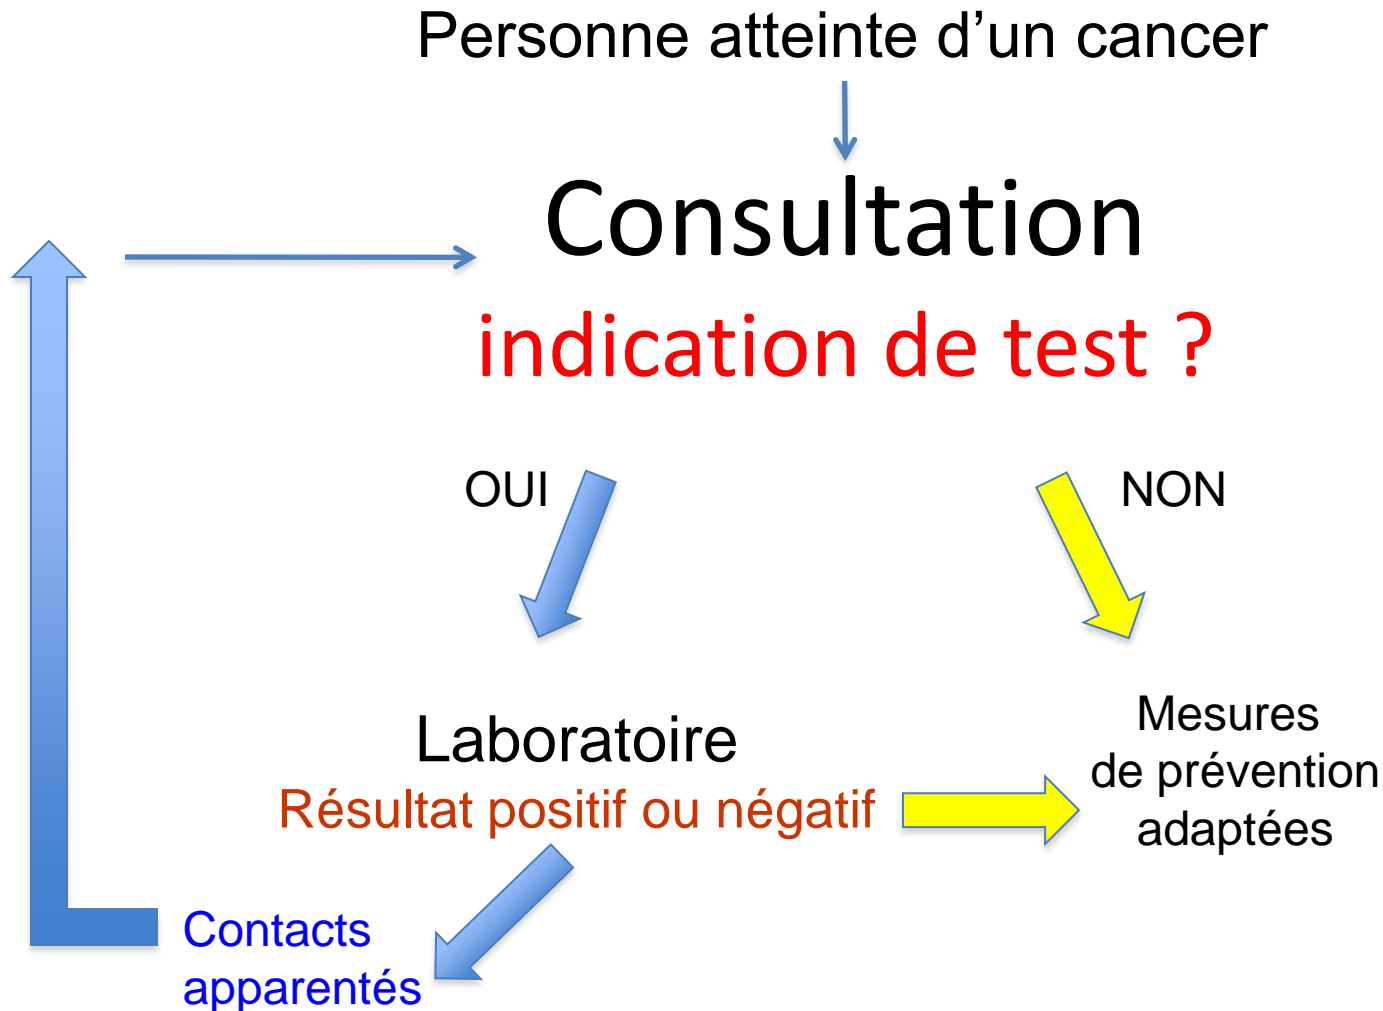 Personne atteinte d’un cancer
Consultation
indication de test ?
OUI
NON
Laboratoire
Résultat positif ou négatif
Mesures
de prévention
adaptées
Contacts
apparentés